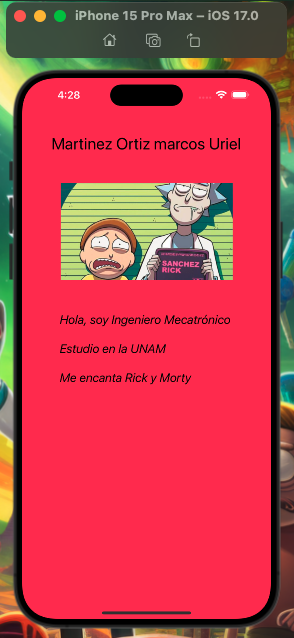 iPhone 15 Pro Max – iOS 17.0
4:28
Martinez Ortiz marcos Uriel
SANCHEZ
RICK
Hola, soy Ingeniero Mecatrónico
Estudio en la UNAM
Me encanta Rick y Morty